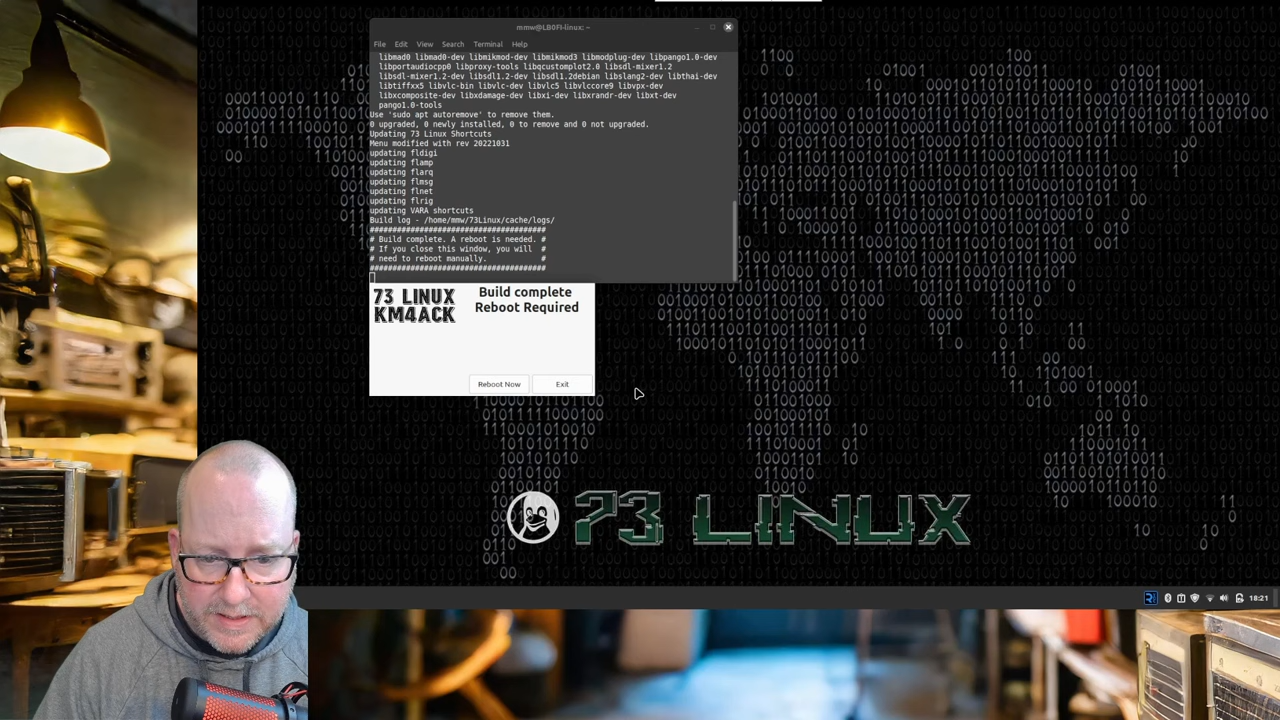 mmw@LB0FI-linux: ~
File Edit View Search Terminal Help
libmad0 libmad0-dev libmikmod-dev libmikmod3 libmodplug-dev libpango1.0-dev
libportaudiocpp0 libproxy-tools libqcustomplot2.0 libsdl-mixer1.2
libsdl-mixer1.2-dev libsdl1.2-dev libsdl1.2debian libslang2-dev libthai-dev
libtiffxx5 libvlc-bin libvlc-dev libvlc5 libvlccore9 libvpx-dev
libxcomposite-dev libxdamage-dev libxi-dev libxrandr-dev libxt-dev
pango1.0-tools
Use 'sudo apt autoremove' to remove them.
0 upgraded, 0 newly installed, 0 to remove and 0 not upgraded.
Updating 73 Linux Shortcuts
Menu modified with rev 20221031
updating fldigi
updating flamp
updating flarq
updating flmsg
updating flnet
updating flrig
updating VARA shortcuts
Build log - /home/mmw/73Linux/cache/logs/
#######################################
# Build complete. A reboot is needed. #
# If you close this window, you will #
# need to reboot manually. #
#######################################
73 LINUX
KM4ACK
Build complete
Reboot Required
Reboot Now Exit
73 LINUX
18:21